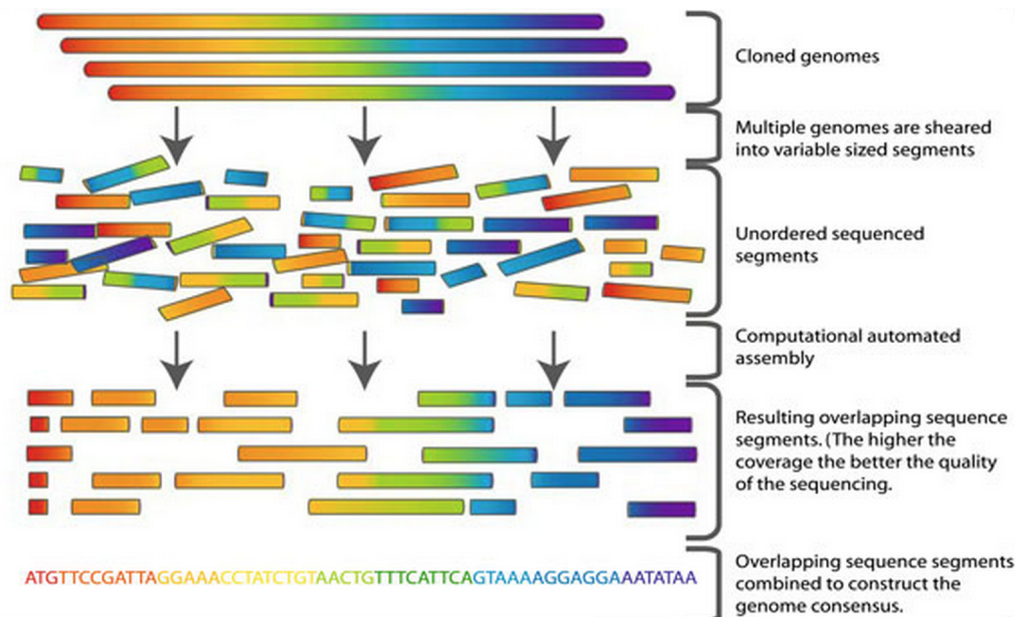 Cloned genomes
Multiple genomes are sheared
into variable sized segments
Unordered sequenced
segments
Computational automated
assembly
Resulting overlapping sequence
segments. (The higher the
coverage the better the quality
of the sequencing.
ATGTTCCGATTAGGAAACCTATCTGTAACTGTTTCATTCAGTAAAAGGAGGAAATATAA
Overlapping sequence segments
combined to construct the
genome consensus.